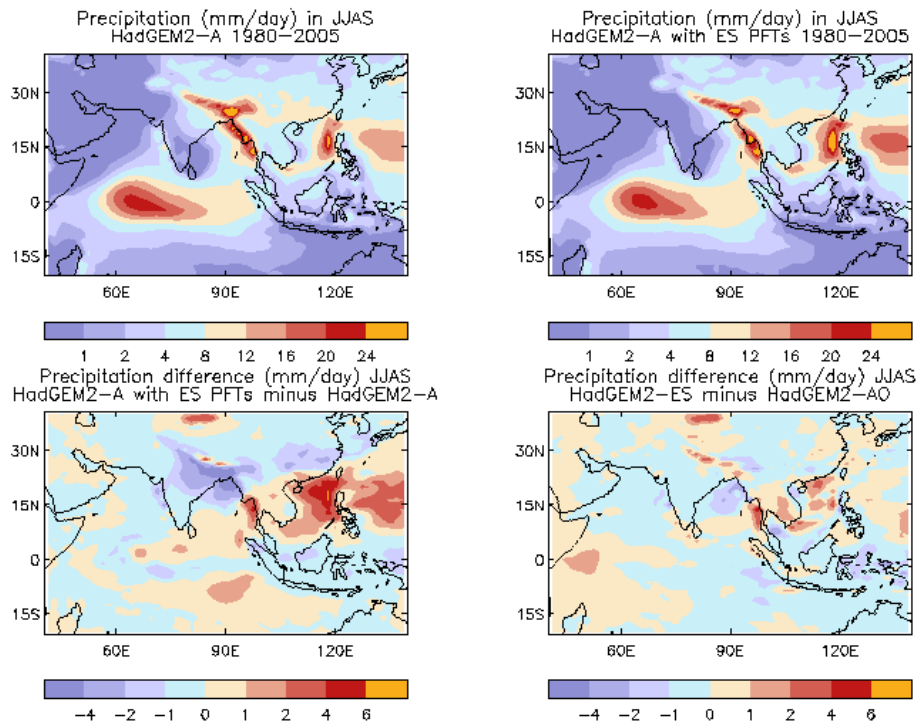 Precipitation (mm/day) in JJAS
HadGEM2-A 1980-2005
30N
15N
0
15S
60E 90E 120E
1 2 4 8 12 16 20 24
Precipitation (mm/day) in JJAS
HadGEM2-A with ES PFTs 1980-2005
30N
15N
0
15S
60E 90E 120E
1 2 4 8 12 16 20 24
Precipitation difference (mm/day) JJAS
HadGEM2-A with ES PFTs minus HadGEM2-A
30N
15N
0
15S
60E 90E 120E
-4 -2 -1 0 1 2 4 6
Precipitation difference (mm/day) JJAS
HadGEM2-ES minus HadGEM2-AO
30N
15N
0
15S
60E 90E 120E
-4 -2 -1 0 1 2 4 6